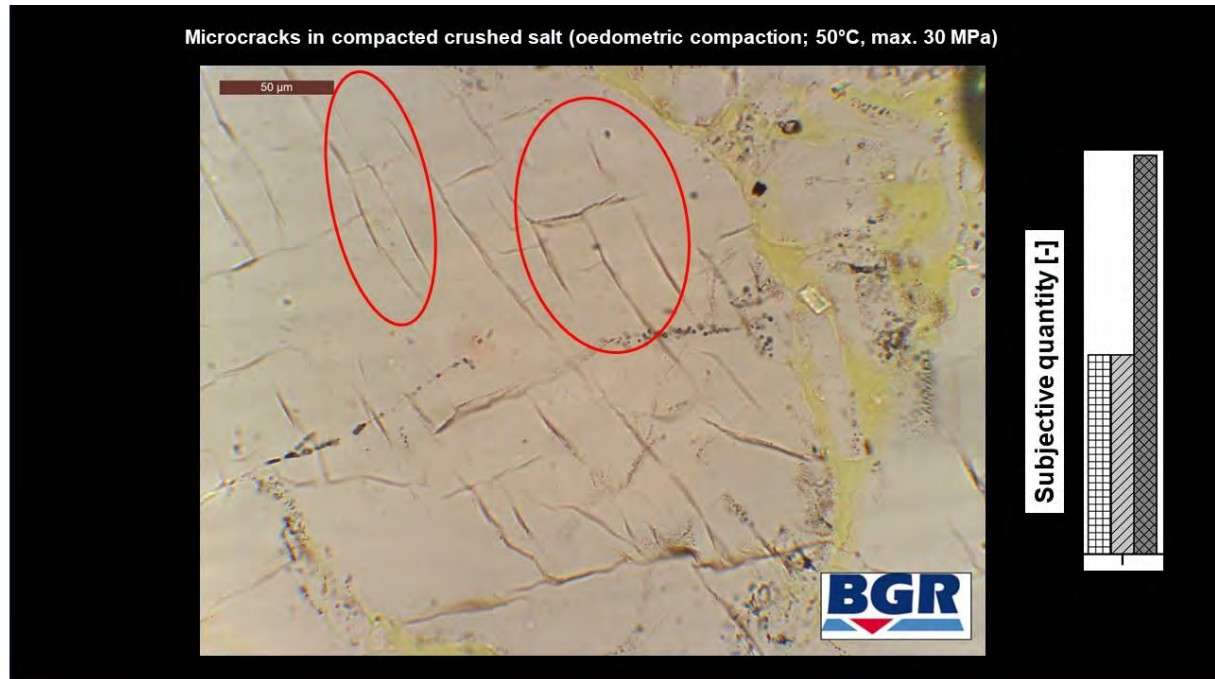 Microcracks in compacted crushed salt (oedometric compaction; 50°C, max. 30 MPa)
50 µm
Subjective quantity [-]
BGR